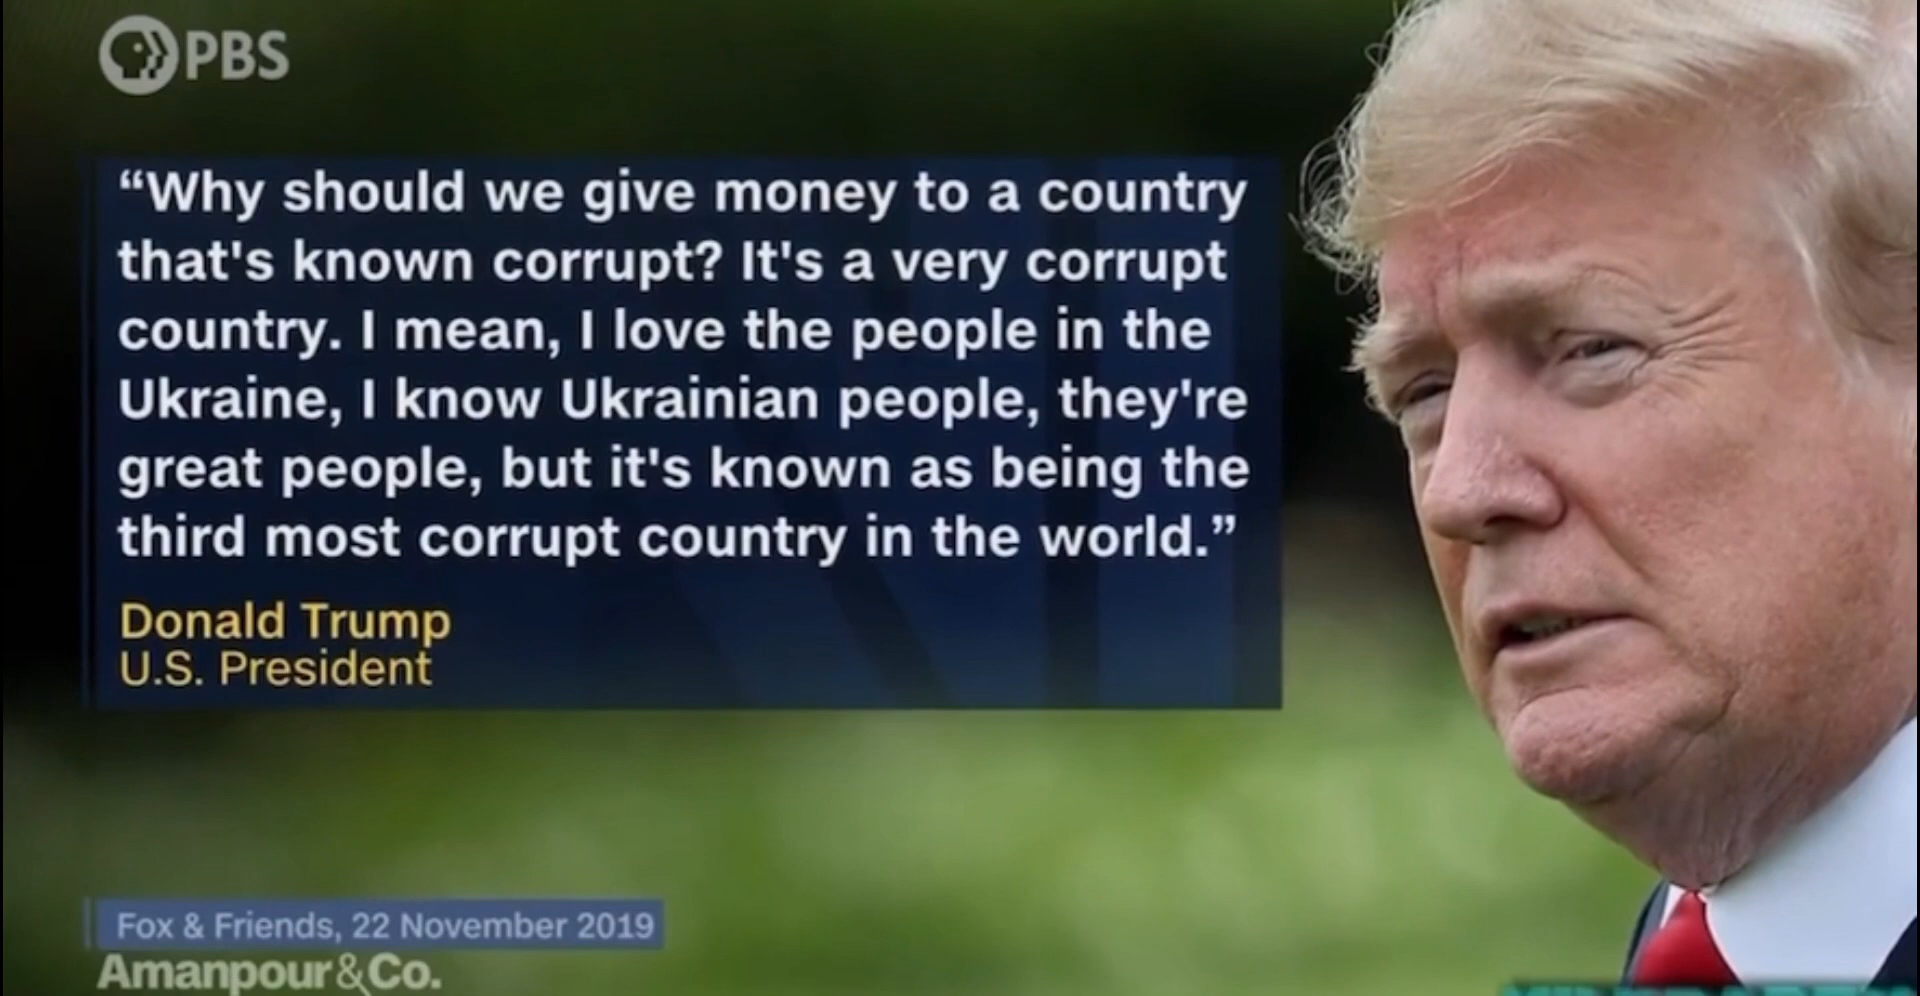 PBS
“Why should we give money to a country
that's known corrupt? It's a very corrupt
country. I mean, I love the people in the
Ukraine, I know Ukrainian people, they're
great people, but it's known as being the
third most corrupt country in the world.”
Donald Trump
U.S. President
Fox & Friends, 22 November 2019
Amanpour&Co.